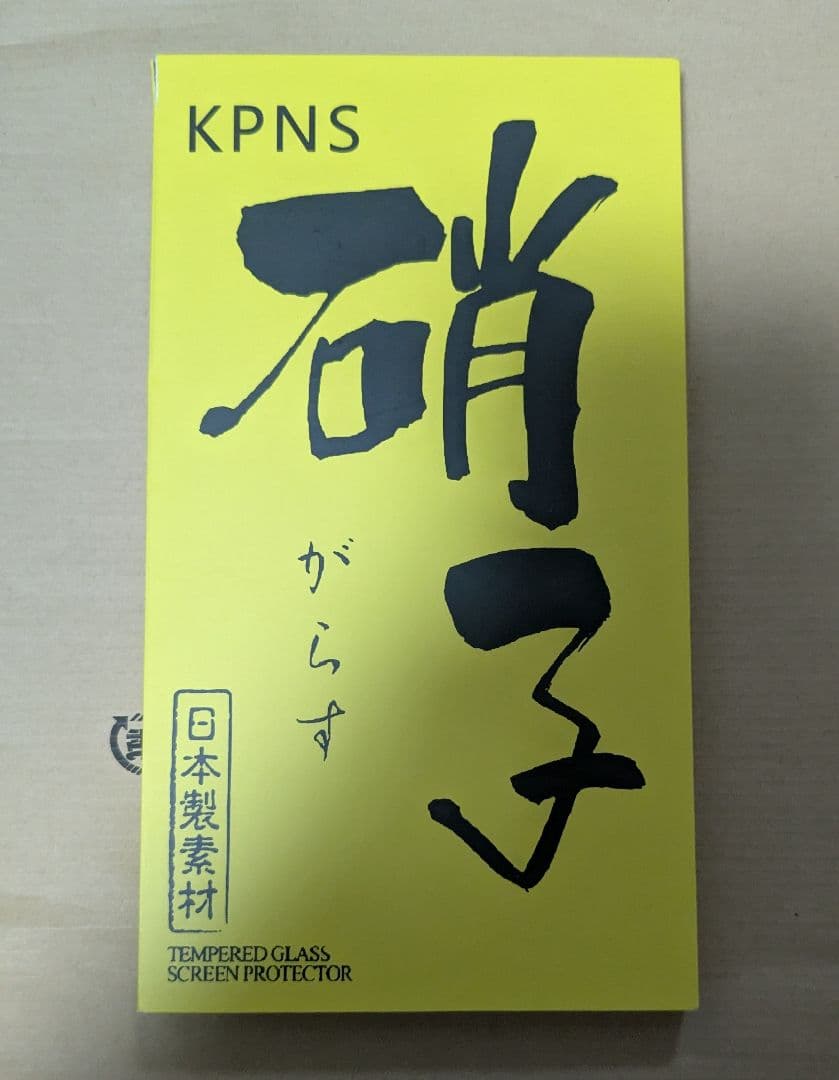 KPNS
硝子
がらす
日本製素材
TEMPERED GLASS
SCREEN PROTECTOR